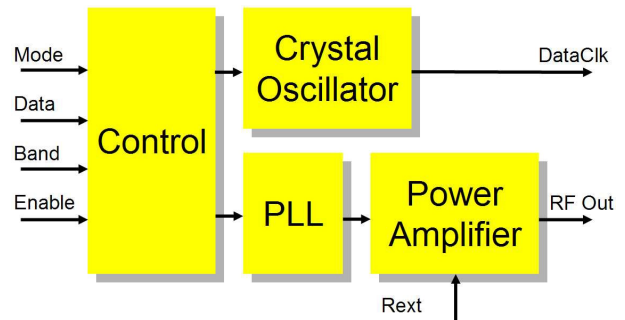 Mode
Data
Band
Enable
Control
Crystal
Oscillator
DataClk
PLL
Power
Amplifier
RF Out
Rext